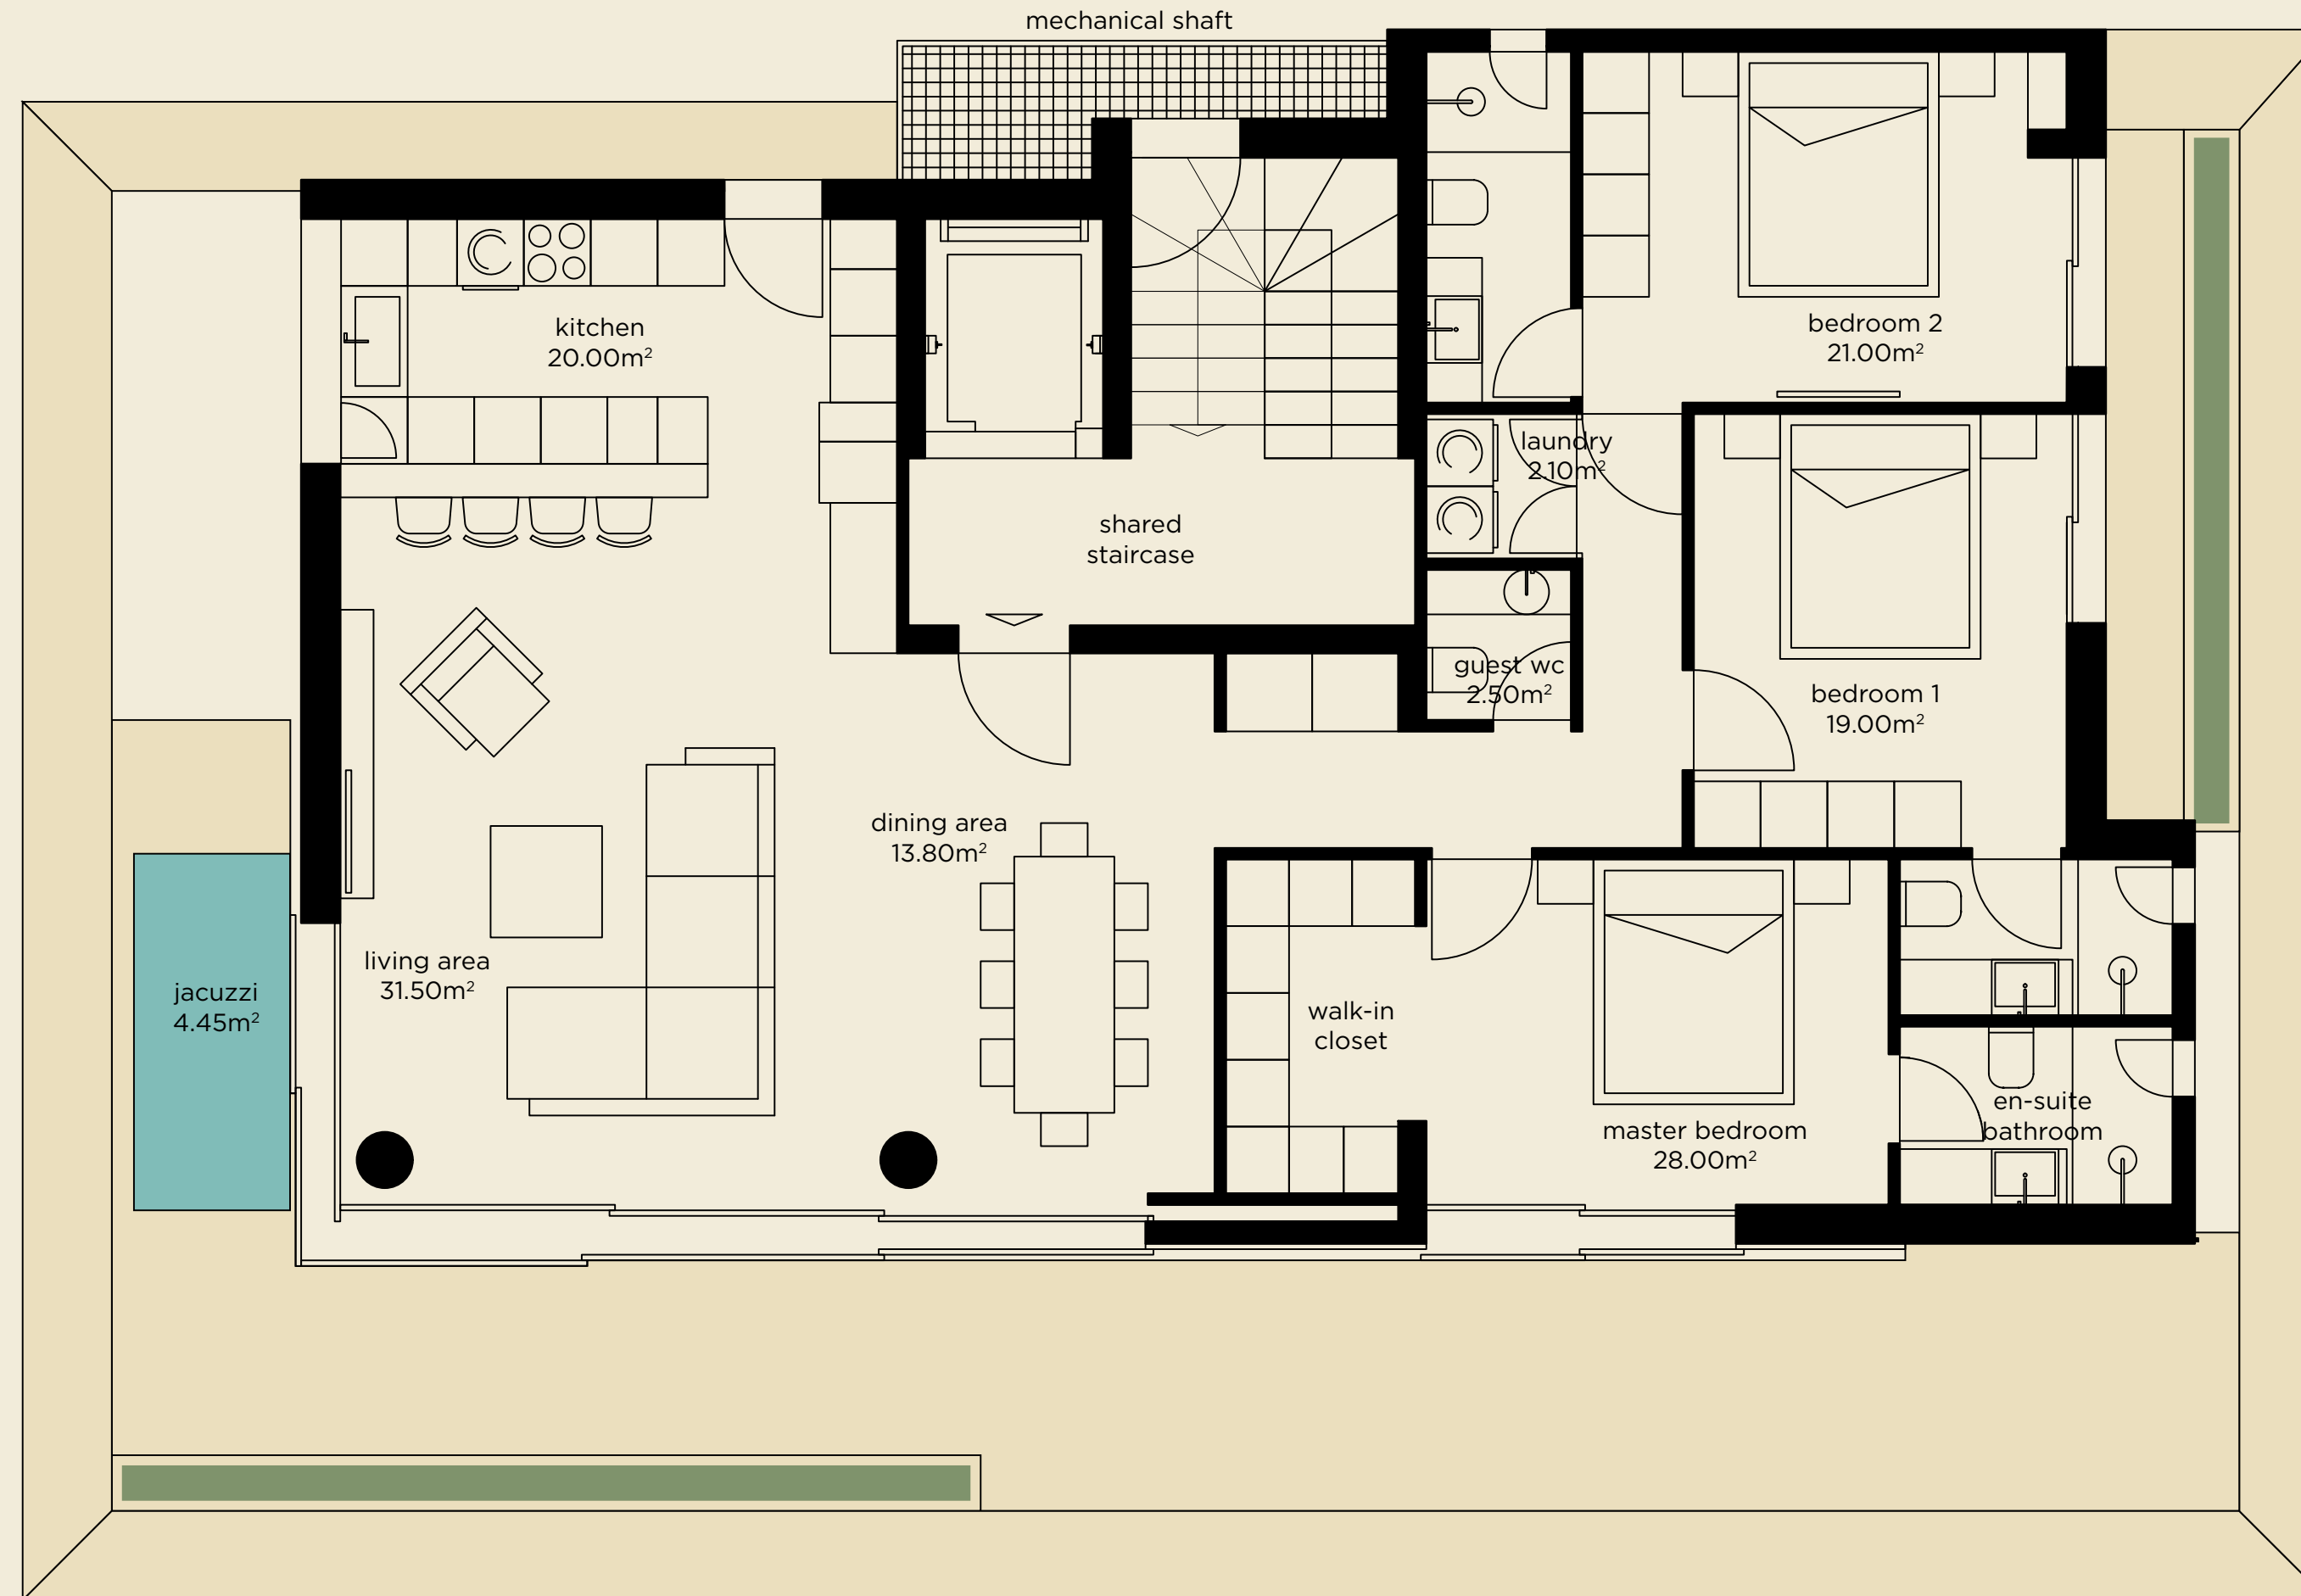 mechanical shaft
kitchen
20.00m²
bedroom 2
21.00m²
laundry
2.10m²
shared
staircase
guest wc
2.50m²
bedroom 1
19.00m²
dining area
13.80m²
living area
31.50m²
jacuzzi
4.45m²
walk-in
closet
master bedroom
28.00m²
en-suite
bathroom